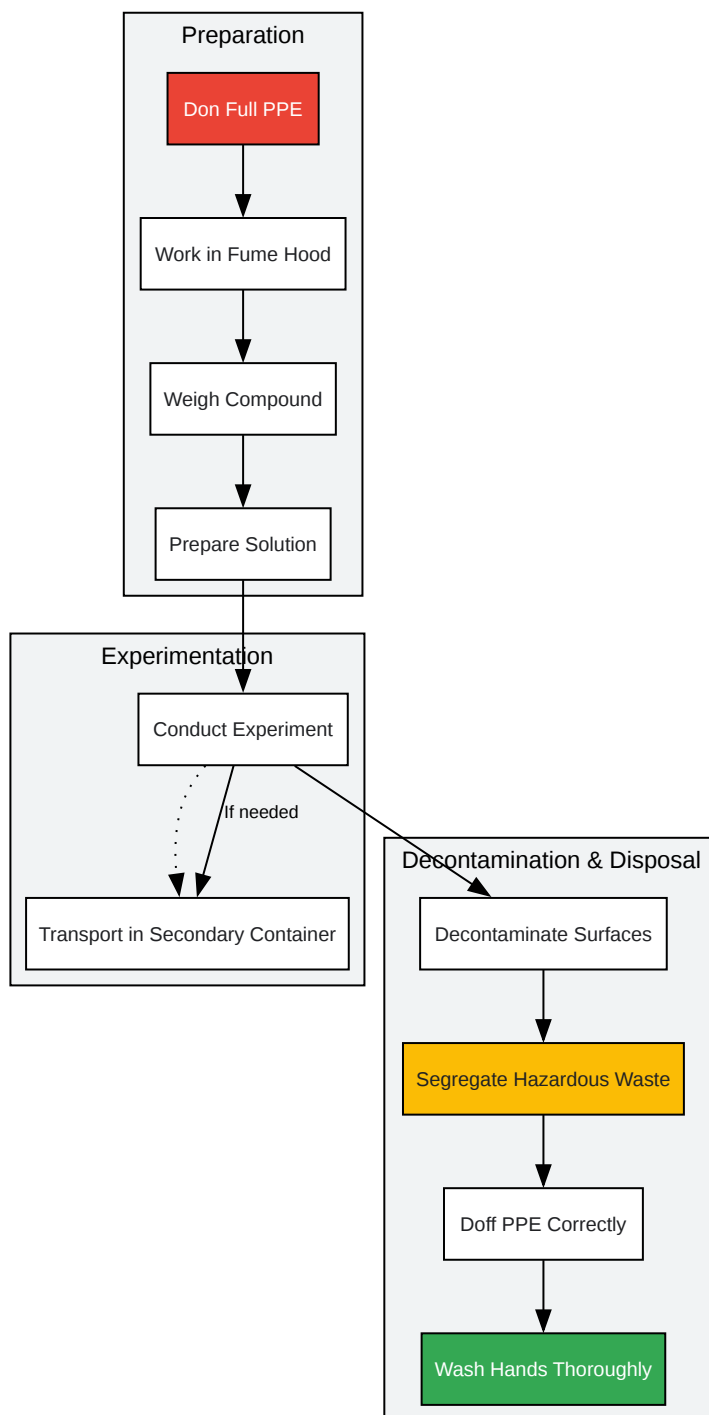 Preparation
Don Full PPE
Work in Fume Hood
Weigh Compound
Prepare Solution
Experimentation
Conduct Experiment
If needed
Transport in Secondary Container
Decontamination & Disposal
Decontaminate Surfaces
Segregate Hazardous Waste
Doff PPE Correctly
Wash Hands Thoroughly